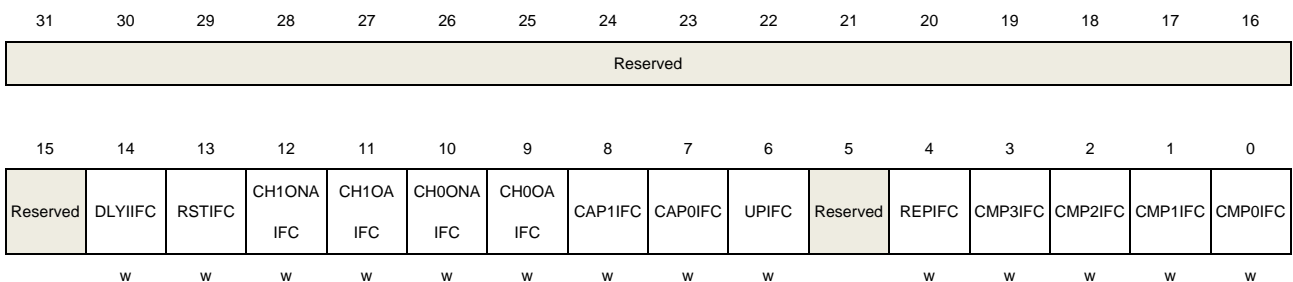 31 30 29 28 27 26 25 24 23 22 21 20 19 18 17 16
Reserved
15 14 13 12 11 10 9 8 7 6 5 4 3 2 1 0
Reserved DLYIIFC RSTIFC CH1ONA IFC CH1OA IFC CH0ONA IFC CH0OA IFC CAP1IFC CAP0IFC UPIFC Reserved REPIFC CMP3IFC CMP2IFC CMP1IFC CMP0IFC
w w w w w w w w w w w w w w